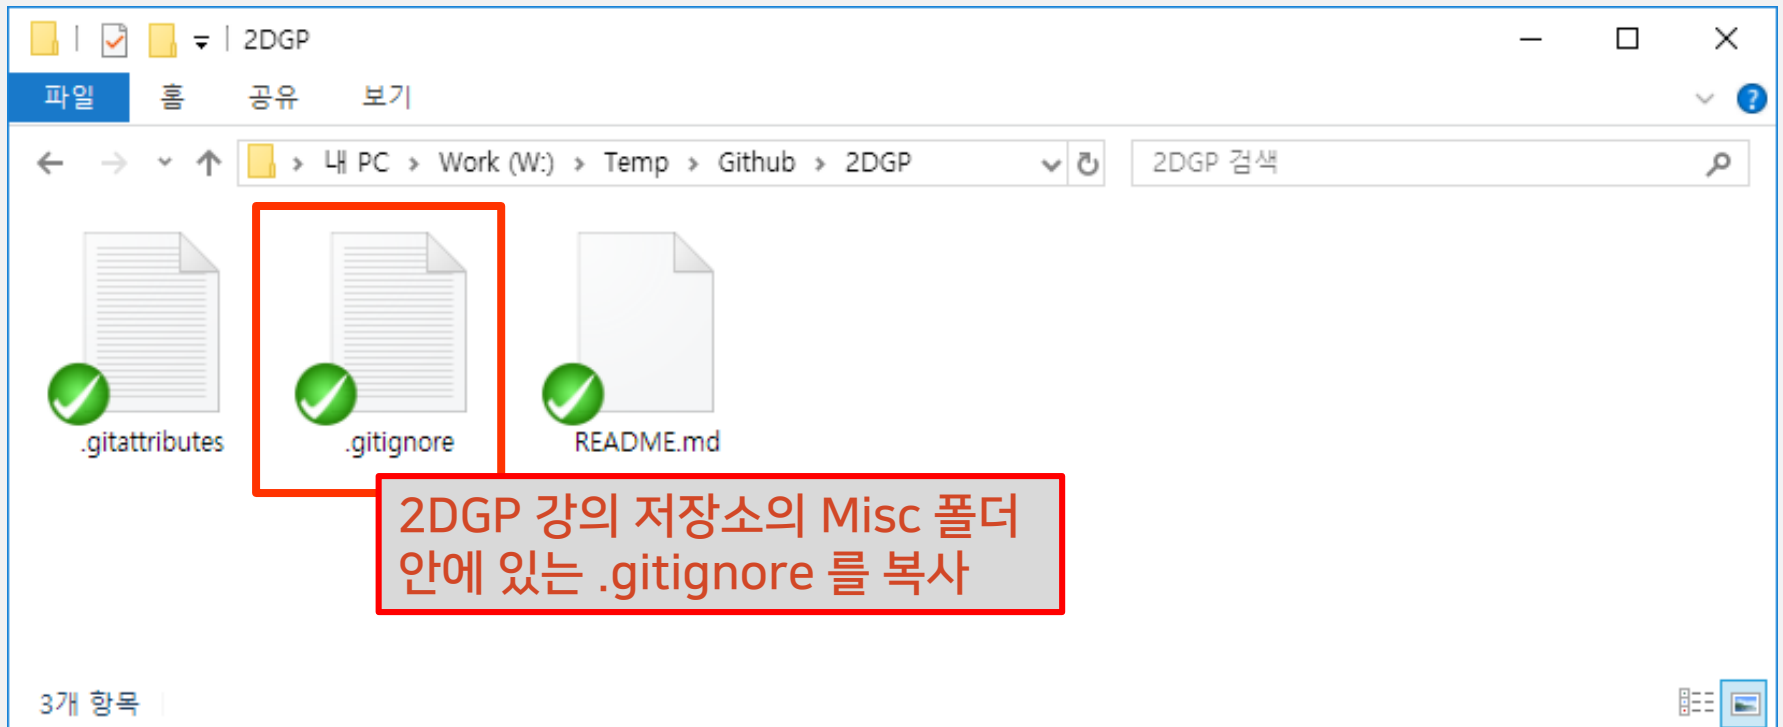 2DGP
파일 홈 공유 보기
내 PC > Work (W:) > Temp > Github > 2DGP
2DGP 검색
.gitattributes .gitignore README.md
2DGP 강의 저장소의 Misc 폴더
안에 있는 .gitignore 를 복사
3개 항목